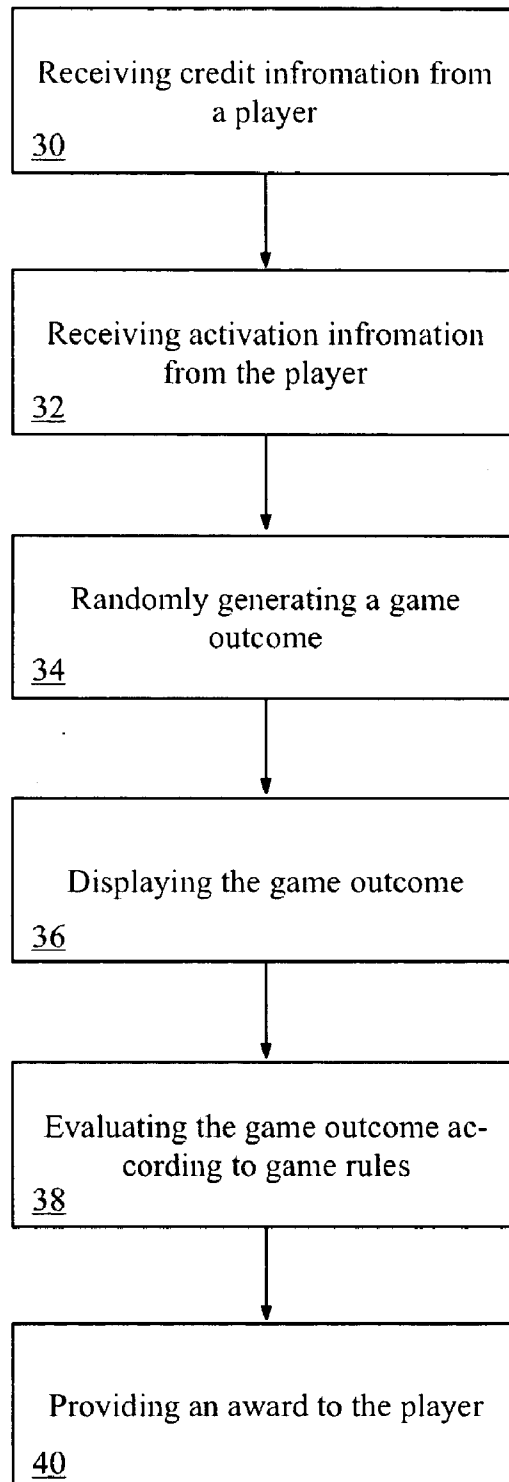 Receiving credit infromation from
a player
30
Receiving activation infromation
from the player
32
Randomly generating a game
outcome
34
Displaying the game outcome
36
Evaluating the game outcome ac-
cording to game rules
38
Providing an award to the player
40